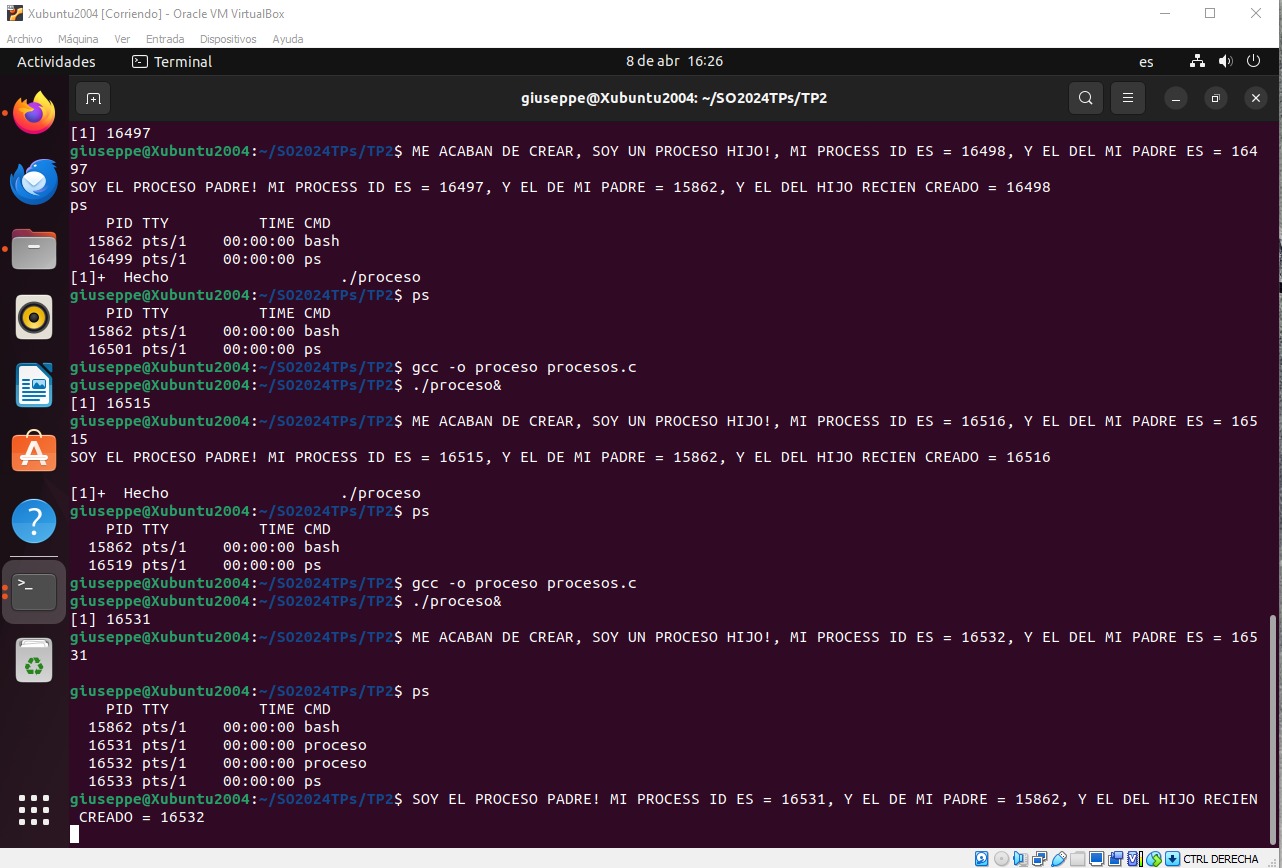 Xubuntu2004 [Corriendo] - Oracle VM VirtualBox
Archivo Máquina Ver Entrada Dispositivos Ayuda
Actividades Terminal 8 de abr 16:26 es
giuseppe@Xubuntu2004: ~/SO2024TPs/TP2
[1] 16497
giuseppe@Xubuntu2004:~/SO2024TPs/TP2$ ME ACABAN DE CREAR, SOY UN PROCESO HIJO!, MI PROCESS ID ES = 16498, Y EL DEL MI PADRE ES = 164
97
SOY EL PROCESO PADRE! MI PROCESS ID ES = 16497, Y EL DE MI PADRE = 15862, Y EL DEL HIJO RECIEN CREADO = 16498
ps
PID TTY TIME CMD
15862 pts/1 00:00:00 bash
16499 pts/1 00:00:00 ps
[1]+ Hecho ./proceso
giuseppe@Xubuntu2004:~/SO2024TPs/TP2$ ps
PID TTY TIME CMD
15862 pts/1 00:00:00 bash
16501 pts/1 00:00:00 ps
giuseppe@Xubuntu2004:~/SO2024TPs/TP2$ gcc -o proceso procesos.c
giuseppe@Xubuntu2004:~/SO2024TPs/TP2$ ./proceso&
[1] 16515
giuseppe@Xubuntu2004:~/SO2024TPs/TP2$ ME ACABAN DE CREAR, SOY UN PROCESO HIJO!, MI PROCESS ID ES = 16516, Y EL DEL MI PADRE ES = 165
15
SOY EL PROCESO PADRE! MI PROCESS ID ES = 16515, Y EL DE MI PADRE = 15862, Y EL DEL HIJO RECIEN CREADO = 16516
[1]+ Hecho ./proceso
giuseppe@Xubuntu2004:~/SO2024TPs/TP2$ ps
PID TTY TIME CMD
15862 pts/1 00:00:00 bash
16519 pts/1 00:00:00 ps
giuseppe@Xubuntu2004:~/SO2024TPs/TP2$ gcc -o proceso procesos.c
giuseppe@Xubuntu2004:~/SO2024TPs/TP2$ ./proceso&
[1] 16531
giuseppe@Xubuntu2004:~/SO2024TPs/TP2$ ME ACABAN DE CREAR, SOY UN PROCESO HIJO!, MI PROCESS ID ES = 16532, Y EL DEL MI PADRE ES = 165
31
giuseppe@Xubuntu2004:~/SO2024TPs/TP2$ ps
PID TTY TIME CMD
15862 pts/1 00:00:00 bash
16531 pts/1 00:00:00 proceso
16532 pts/1 00:00:00 proceso
16533 pts/1 00:00:00 ps
giuseppe@Xubuntu2004:~/SO2024TPs/TP2$ SOY EL PROCESO PADRE! MI PROCESS ID ES = 16531, Y EL DE MI PADRE = 15862, Y EL DEL HIJO RECIEN
CREADO = 16532
CTRL DERECHA